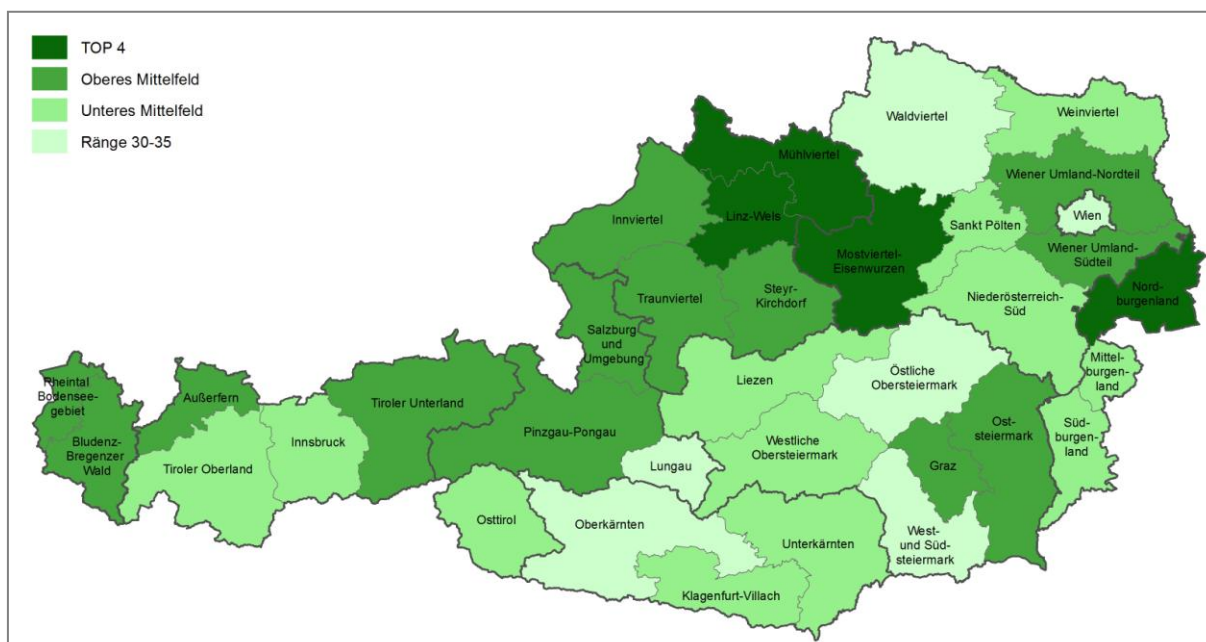 TOP 4
Oberes Mittelfeld
Unteres Mittelfeld
Ränge 30-35
Waldviertel
Weinviertel
Mühlviertel
Wiener Umland-Nordteil
Linz-Wels
Wien
Innviertel
Sankt Pölten
Mostviertel-
Eisenwurzen
Wiener Umland-
Südteil
Nord-
burgenland
Steyr-
Kirchdorf
Traunviertel
Niederösterreich-
Süd
Salzburg
und
Umgebung
Mittel-
burgen-
land
Östliche
Obersteiermark
Liezen
Rheintal
Bodensee-
gebiet
Außerfern
Tiroler Unterland
Bludenz-
Bregenzer
Wald
Innsbruck
Pinzgau-Pongau
Ost-
steiermark
Süd-
burgen-
land
Westliche
Obersteiermark
Tiroler Oberland
Lungau
Graz
Osttirol
Oberkärnten
Unterkärnten
West-
und Süd-
steiermark
Klagenfurt-Villach